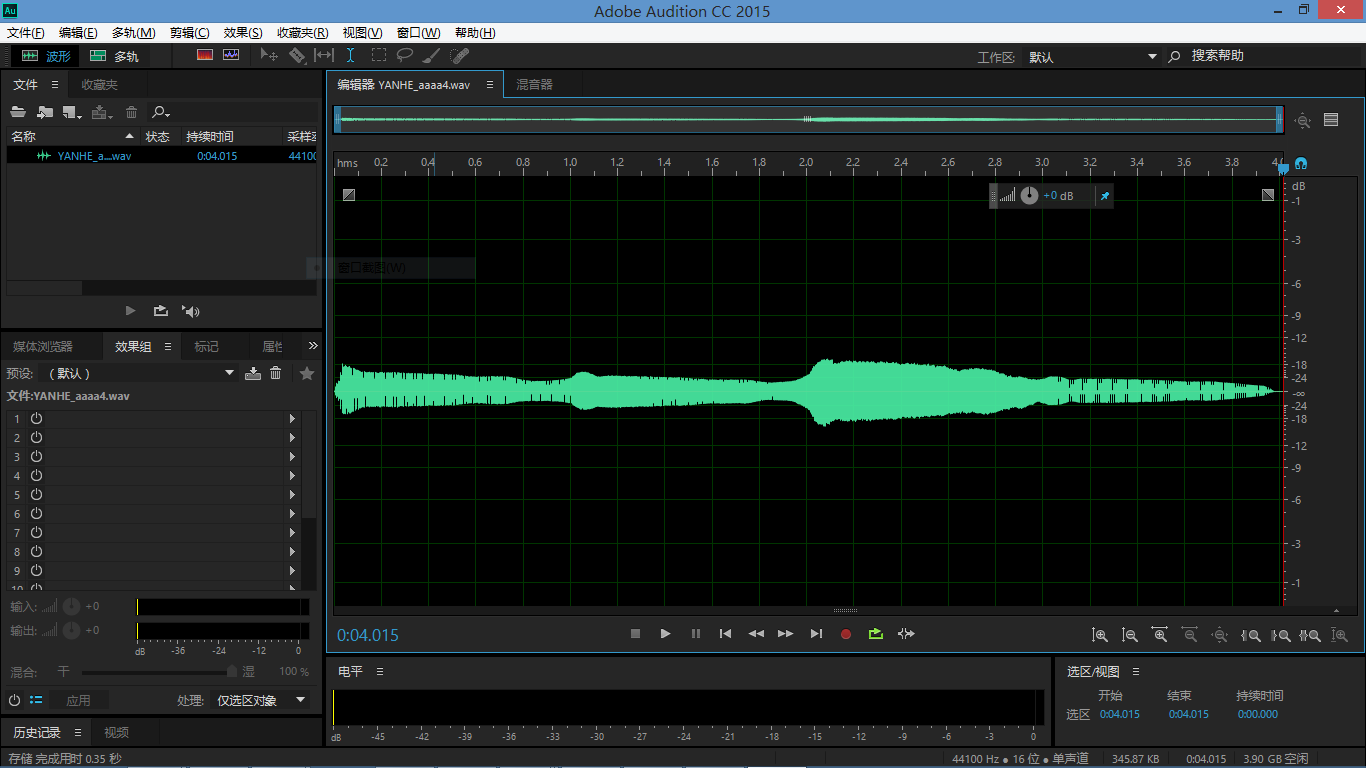 Au Adobe Audition CC 2015
文件(F) 编辑(E) 多轨(M) 剪辑(C) 效果(S) 收藏夹(R) 视图(V) 窗口(W) 帮助(H)
波形 多轨 工作区: 默认 搜索帮助
文件 收藏夹
编辑器: YANHE_aaaa4.wav 混音器
名称 状态 持续时间 采样率
YANHE_a....wav 0:04.015 44100
hms 0.2 0.4 0.6 0.8 1.0 1.2 1.4 1.6 1.8 2.0 2.2 2.4 2.6 2.8 3.0 3.2 3.4 3.6 3.8 4.0
+0 dB
dB
-1
-3
-6
-9
-12
-18
-24
-∞
-24
-18
-12
-9
-6
-3
-1
窗口截图(W)
媒体浏览器 效果组 标记 属性
预设: （默认）
文件:YANHE_aaaa4.wav
1
2
3
4
5
6
7
8
9
10
输入: +0
输出: +0
dB -36 -24 -12 0
混合: 干 湿 100 %
应用 处理: 仅选区对象
历史记录 视频
0:04.015
电平
dB -45 -42 -39 -36 -33 -30 -27 -24 -21 -18 -15 -12 -9 -6 -3 0
选区/视图
开始 结束 持续时间
选区 0:04.015 0:04.015 0:00.000
存储 完成用时 0.35 秒
44100 Hz ● 16 位 ● 单声道 345.87 KB 0:04.015 3.90 GB 空闲